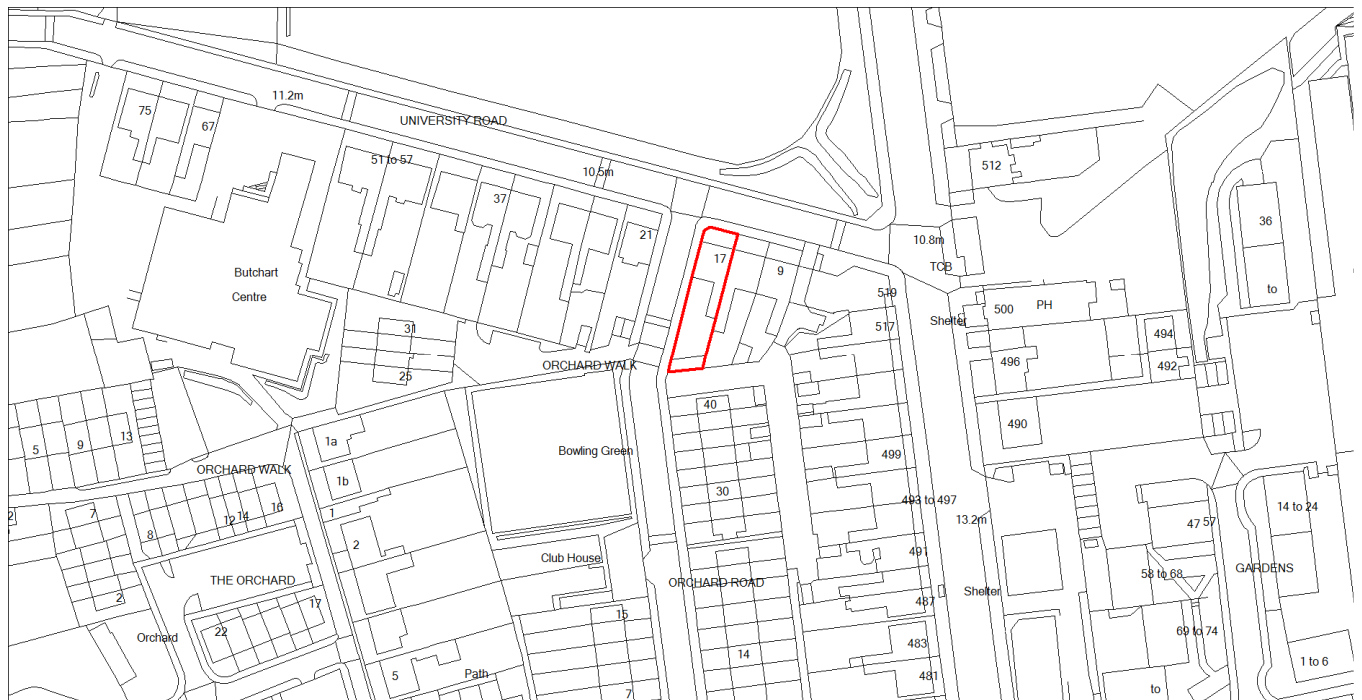 75
11.2m
67
UNIVERSITY ROAD
51 to 57
10.5m
37
21
17
9
512
36
10.8m
TCB
to
Butchart
Centre
519
517
Shelter
500
PH
494
496
492
31
25
ORCHARD WALK
40
490
5
9
13
1a
Bowling Green
499
ORCHARD WALK
1b
30
493 to 497
2
7
8
12
14
16
1
2
13.2m
47
57
14 to 24
Club House
491
THE ORCHARD
ORCHARD ROAD
58 to 68
GARDENS
2
17
Shelter
487
15
22
Orchard
14
483
69 to 74
5
Path
481
1 to 6
7
to